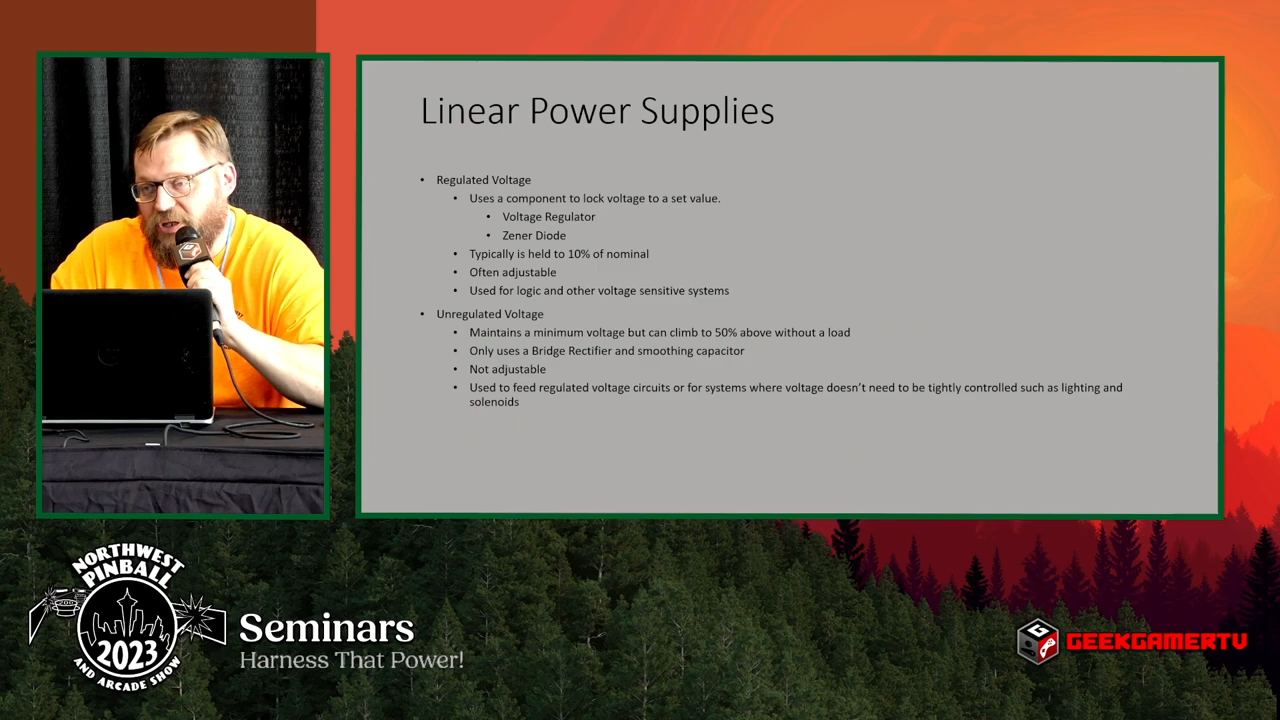 Linear Power Supplies
• Regulated Voltage
• Uses a component to lock voltage to a set value.
• Voltage Regulator
• Zener Diode
• Typically is held to 10% of nominal
• Often adjustable
• Used for logic and other voltage sensitive systems
• Unregulated Voltage
• Maintains a minimum voltage but can climb to 50% above without a load
• Only uses a Bridge Rectifier and smoothing capacitor
• Not adjustable
• Used to feed regulated voltage circuits or for systems where voltage doesn't need to be tightly controlled such as lighting and
solenoids
NORTHWEST
PINBALL
2023
AND ARCADE SHOW
Seminars
Harness That Power!
GEEKGAMERTV